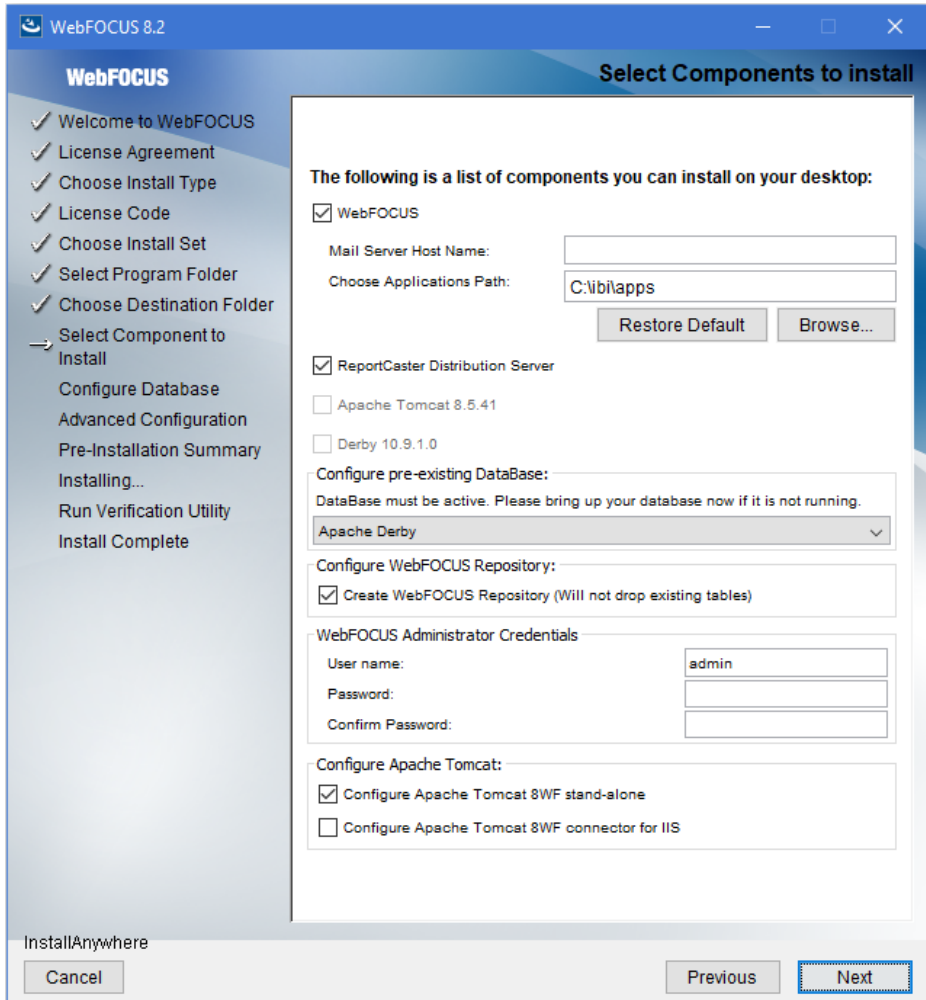 WebFOCUS 8.2
WebFOCUS
Select Components to install
Welcome to WebFOCUS
License Agreement
Choose Install Type
License Code
Choose Install Set
Select Program Folder
Choose Destination Folder
Select Component to
Install
Configure Database
Advanced Configuration
Pre-Installation Summary
Installing...
Run Verification Utility
Install Complete
The following is a list of components you can install on your desktop:
WebFOCUS
Mail Server Host Name:
Choose Applications Path:
C:\ibi\apps
Restore Default
Browse...
ReportCaster Distribution Server
Apache Tomcat 8.5.41
Derby 10.9.1.0
Configure pre-existing DataBase:
DataBase must be active. Please bring up your database now if it is not running.
Apache Derby
Configure WebFOCUS Repository:
Create WebFOCUS Repository (Will not drop existing tables)
WebFOCUS Administrator Credentials
User name:
admin
Password:
Confirm Password:
Configure Apache Tomcat:
Configure Apache Tomcat 8WF stand-alone
Configure Apache Tomcat 8WF connector for IIS
InstallAnywhere
Cancel
Previous
Next